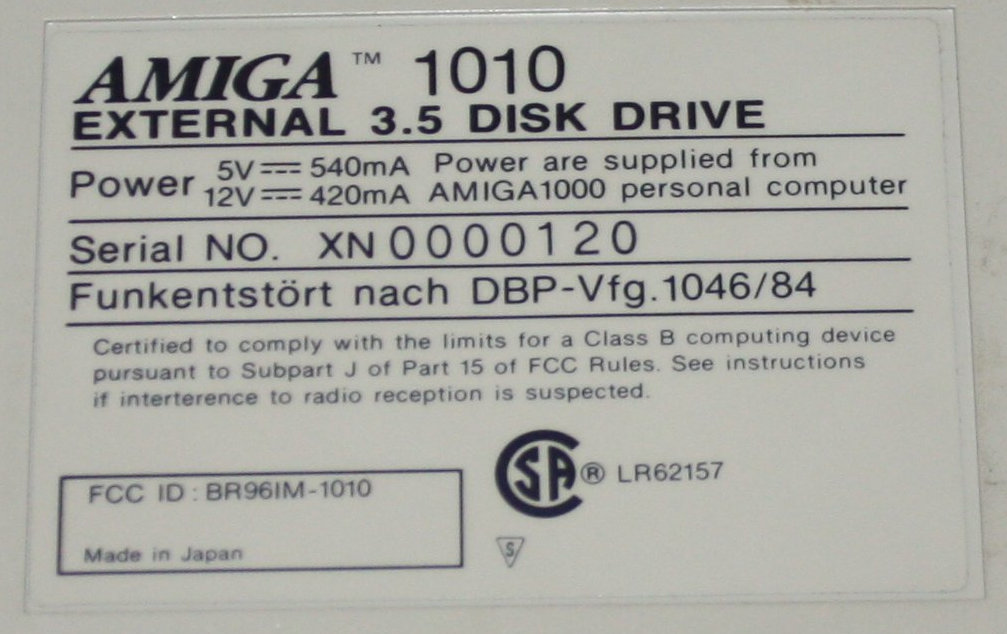 AMIGA™ 1010
EXTERNAL 3.5 DISK DRIVE
Power 5V ⎓ 540mA Power are supplied from
12V ⎓ 420mA AMIGA1000 personal computer
Serial NO. XN0000120
Funkentstört nach DBP-Vfg.1046/84
Certified to comply with the limits for a Class B computing device
pursuant to Subpart J of Part 15 of FCC Rules. See instructions
if interterence to radio reception is suspected.
CSA® LR62157
FCC ID : BR96IM-1010
S
Made in Japan